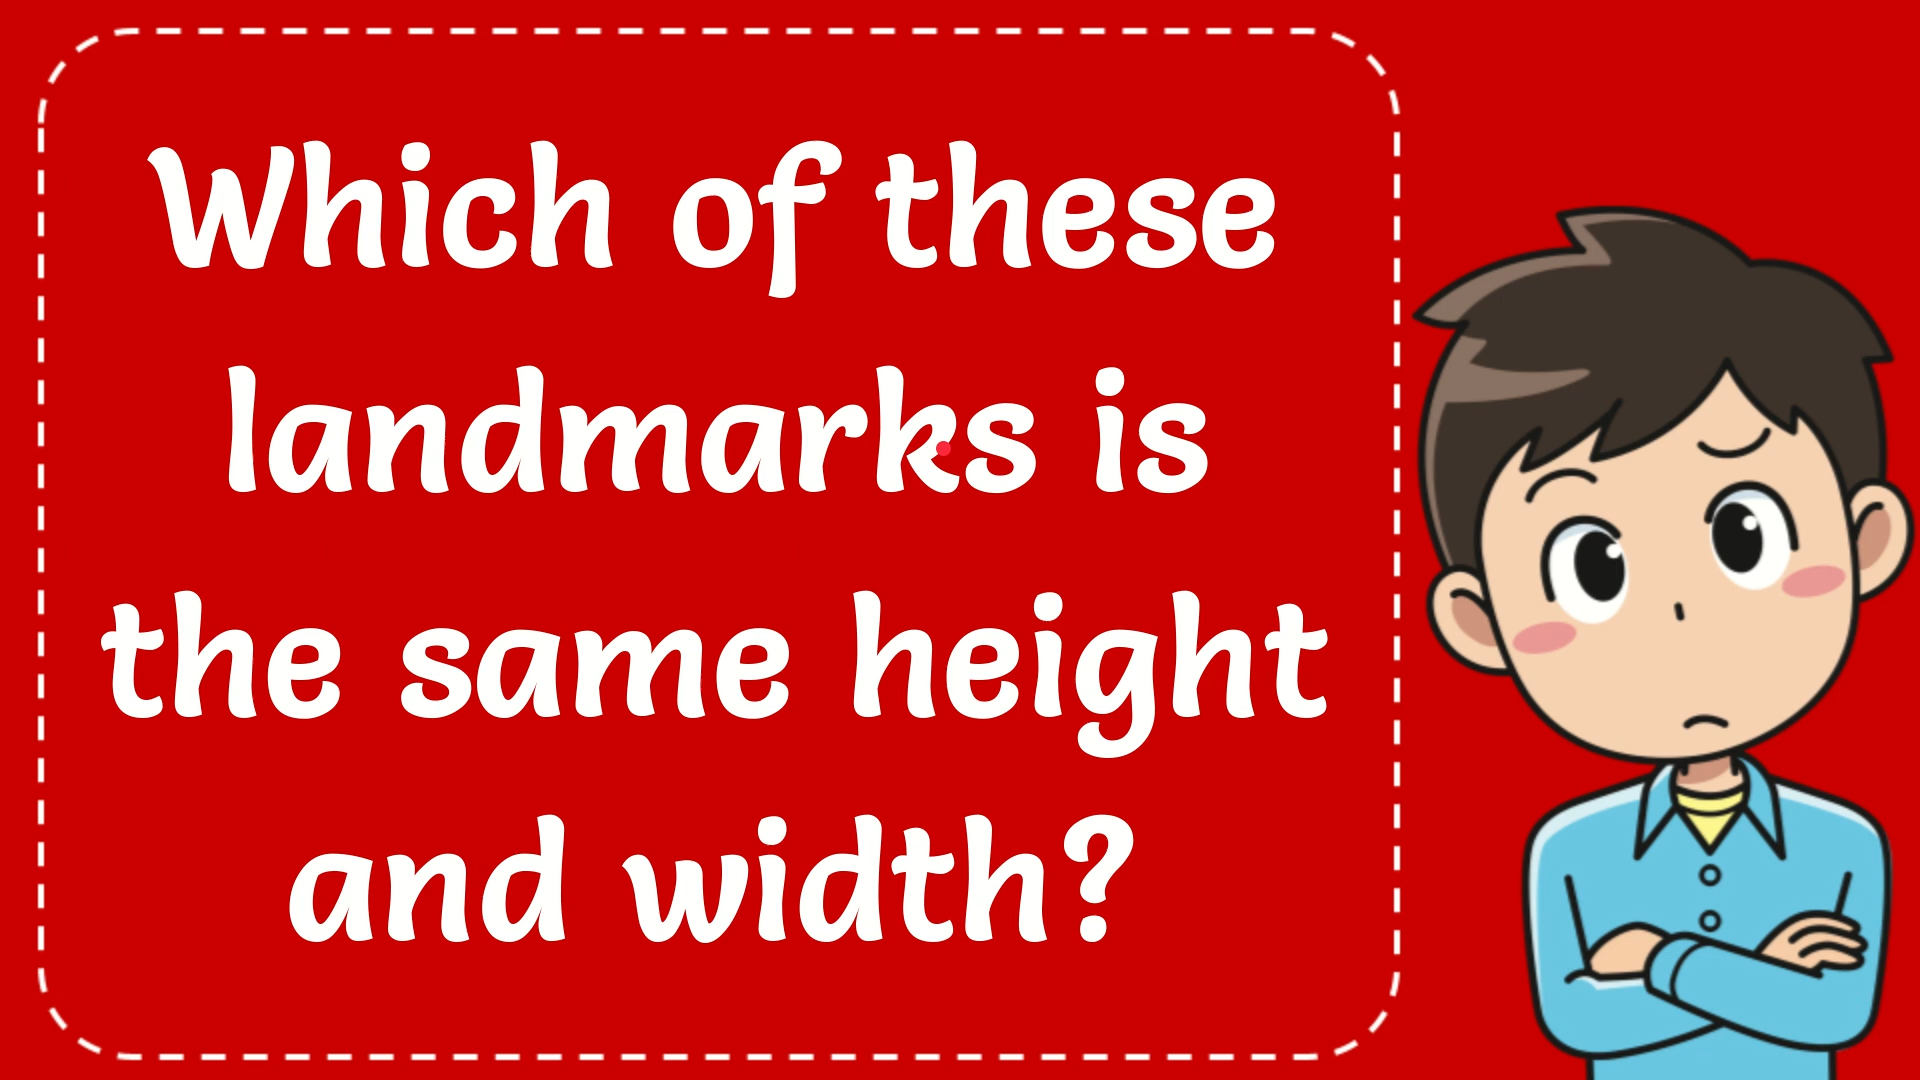 Which of these
landmarks is
the same height
and width?